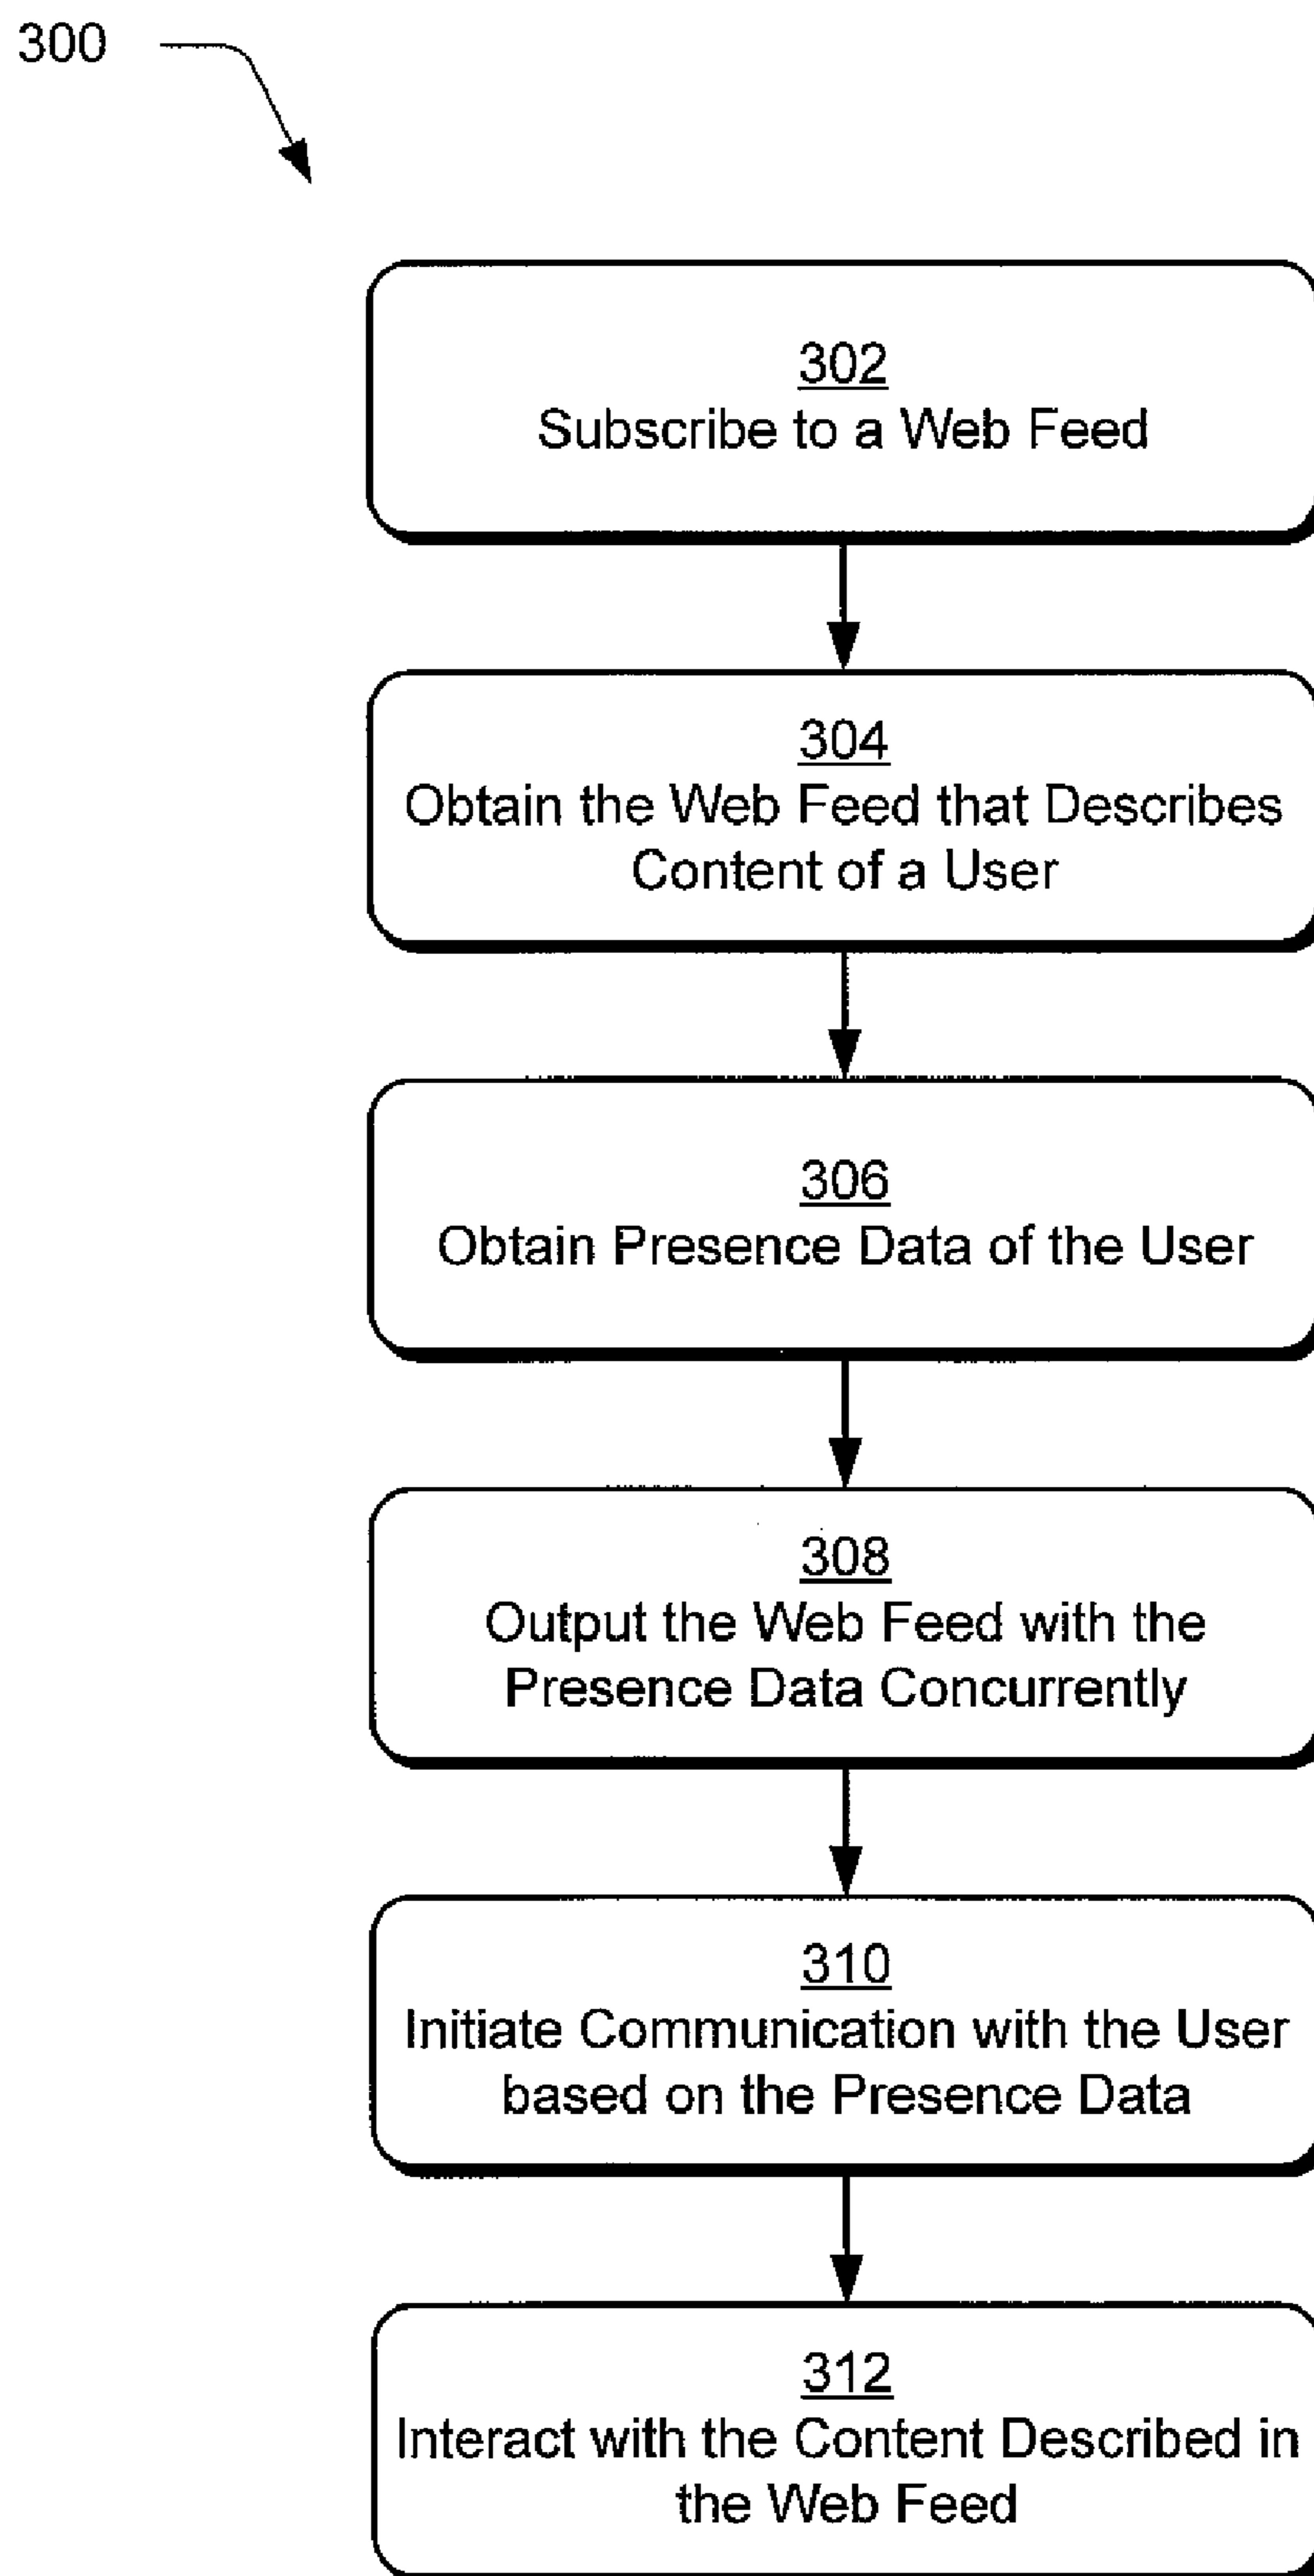 300
302
Subscribe to a Web Feed
304
Obtain the Web Feed that Describes
Content of a User
306
Obtain Presence Data of the User
308
Output the Web Feed with the
Presence Data Concurrently
310
Initiate Communication with the User
based on the Presence Data
312
Interact with the Content Described in
the Web Feed